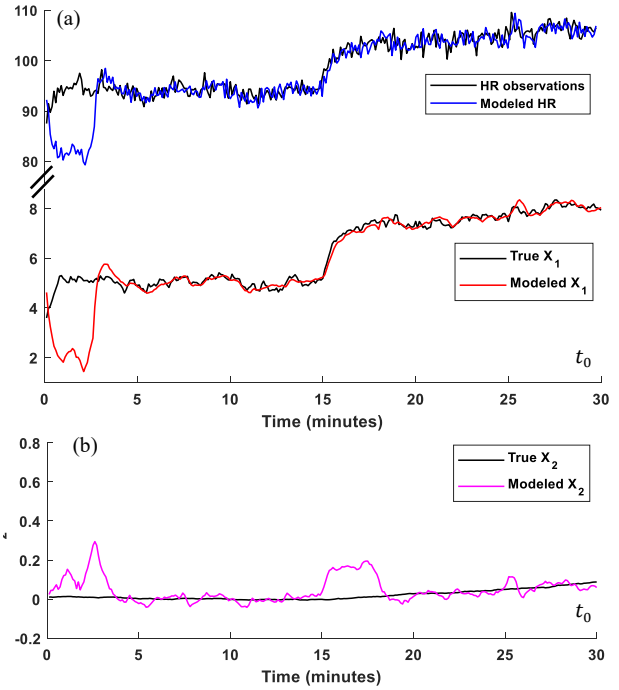 (a)
110
100
90
80
HR observations
Modeled HR
8
6
4
2
True X1
Modeled X1
t0
0 5 10 15 20 25 30
Time (minutes)
(b)
0.8
0.6
0.4
0.2
0
-0.2
2
True X2
Modeled X2
t0
0 5 10 15 20 25 30
Time (minutes)